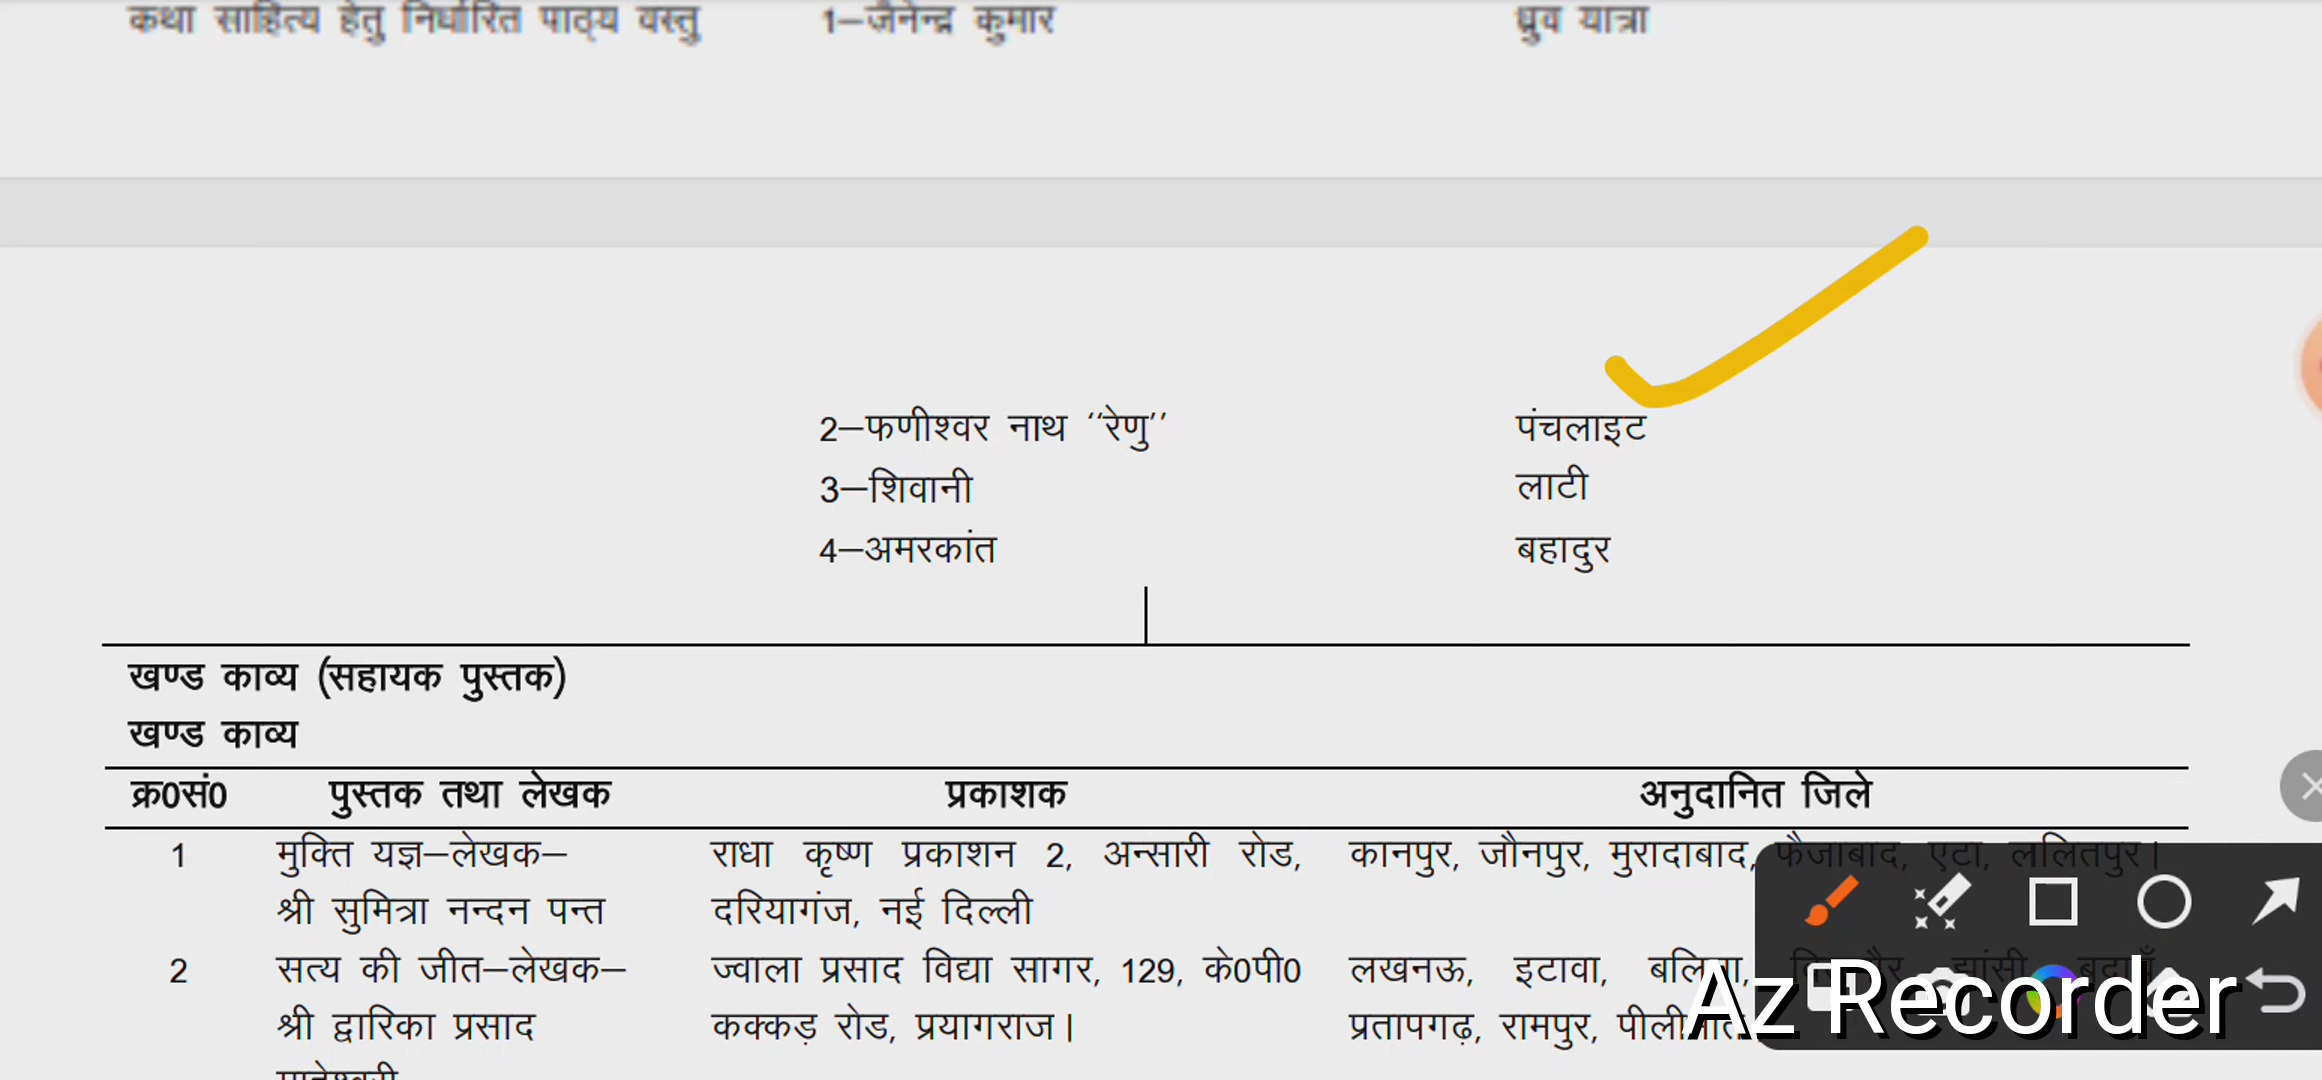 कथा साहित्य हेतु निर्धारित पाठ्य वस्तु 1—जैनेन्द्र कुमार ध्रुव यात्रा
2—फणीश्वर नाथ ‘‘रेणु’’ पंचलाइट
3—शिवानी लाटी
4—अमरकांत बहादुर
खण्ड काव्य (सहायक पुस्तक)
खण्ड काव्य
क्र0सं0 पुस्तक तथा लेखक प्रकाशक अनुदानित जिले
1 मुक्ति यज्ञ—लेखक— राधा कृष्ण प्रकाशन 2, अन्सारी रोड, कानपुर, जौनपुर, मुरादाबाद, फैजाबाद, एटा, ललितपुर।
श्री सुमित्रा नन्दन पन्त दरियागंज, नई दिल्ली
2 सत्य की जीत—लेखक— ज्वाला प्रसाद विद्या सागर, 129, के0पी0 लखनऊ, इटावा, झांसी
श्री द्वारिका प्रसाद कक्कड़ रोड, प्रयागराज। प्रतापगढ़, रामपुर,
Az Recorder